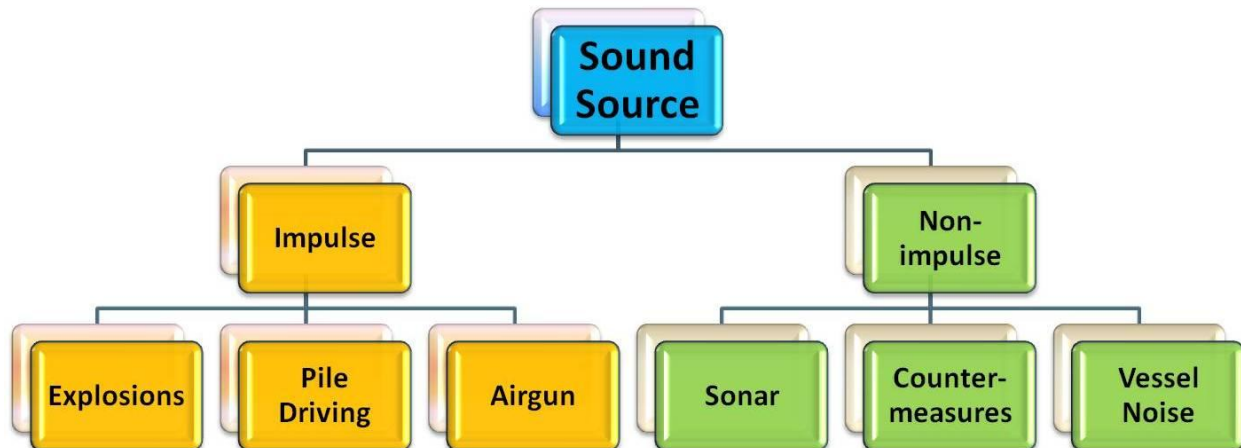 Sound
Source
Impulse
Non-
impulse
Explosions
Pile
Driving
Airgun
Sonar
Counter-
measures
Vessel
Noise